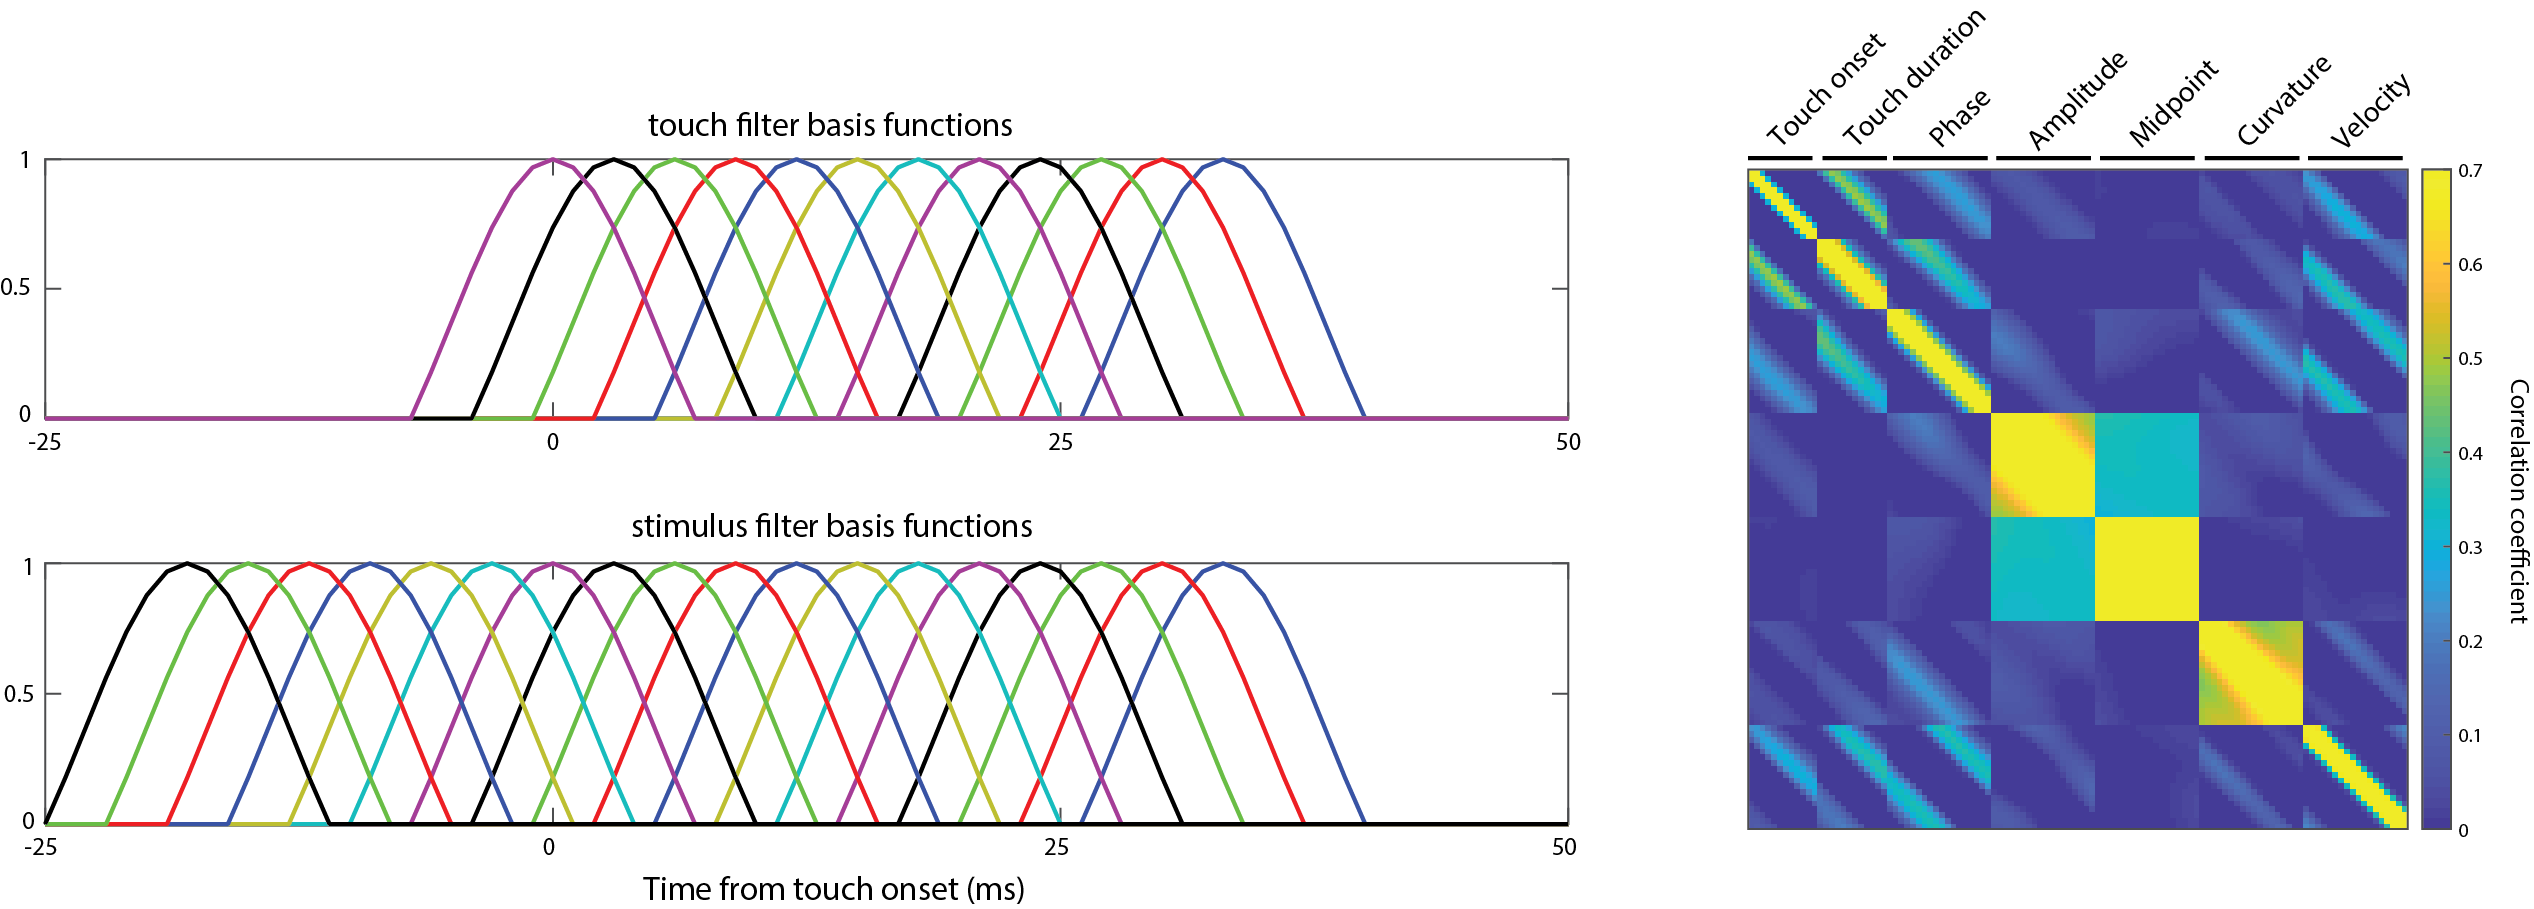 touch filter basis functions
1
0.5
0
-25
0
25
50
stimulus filter basis functions
1
0.5
0
-25
0
25
50
Time from touch onset (ms)
Touch onset
Touch duration
Phase
Amplitude
Midpoint
Curvature
Velocity
0.7
0.6
0.5
0.4
0.3
0.2
0.1
0
Correlation coefficient